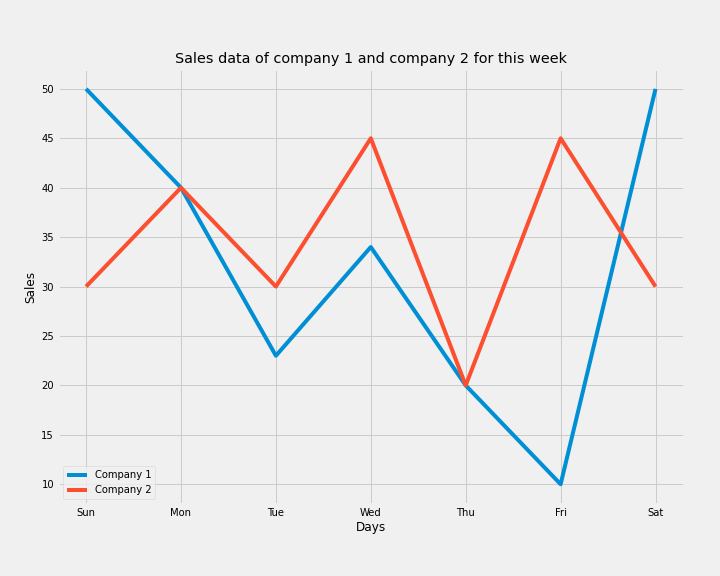 Sales data of company 1 and company 2 for this week
50
45
40
35
30
25
20
15
10
Sales
Company 1
Company 2
Sun Mon Tue Wed Thu Fri Sat
Days